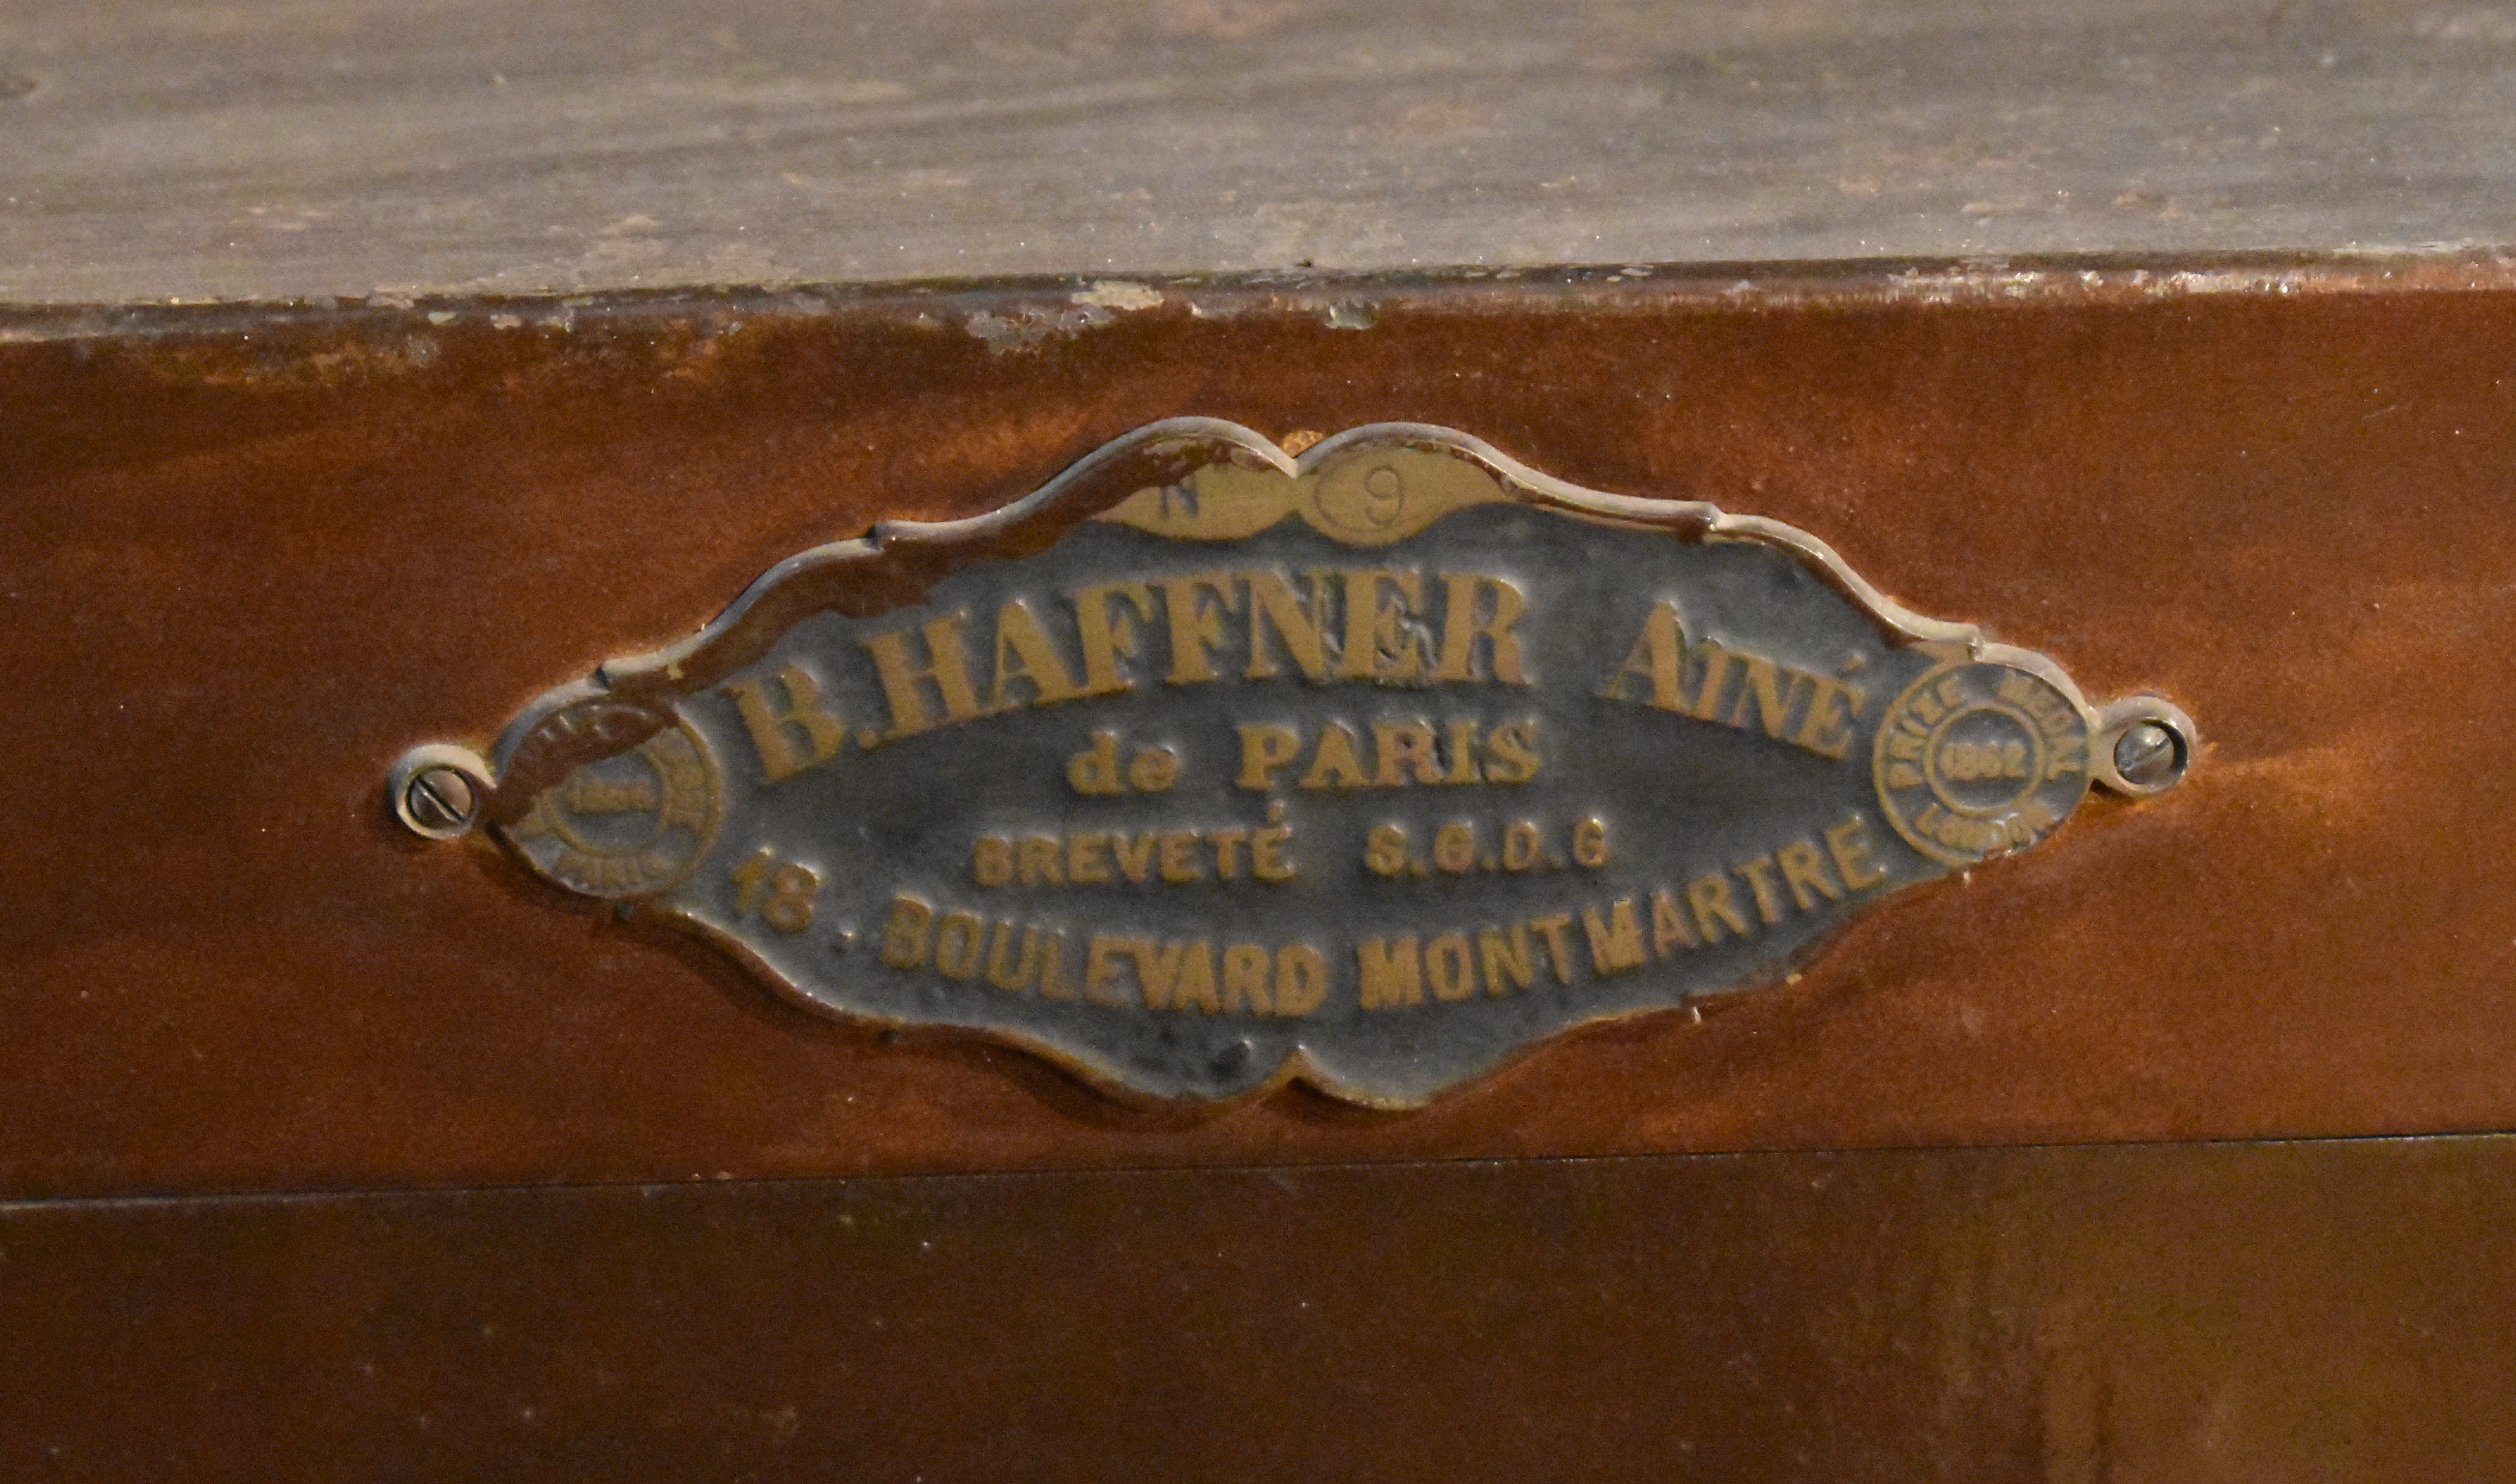 N 9
B. HAFFNER AINÉ
de PARIS
BREVETÉ S.G.D.G
18. BOULEVARD MONTMARTRE
PARIS
PRIZE MEDAL
1862
LONDON